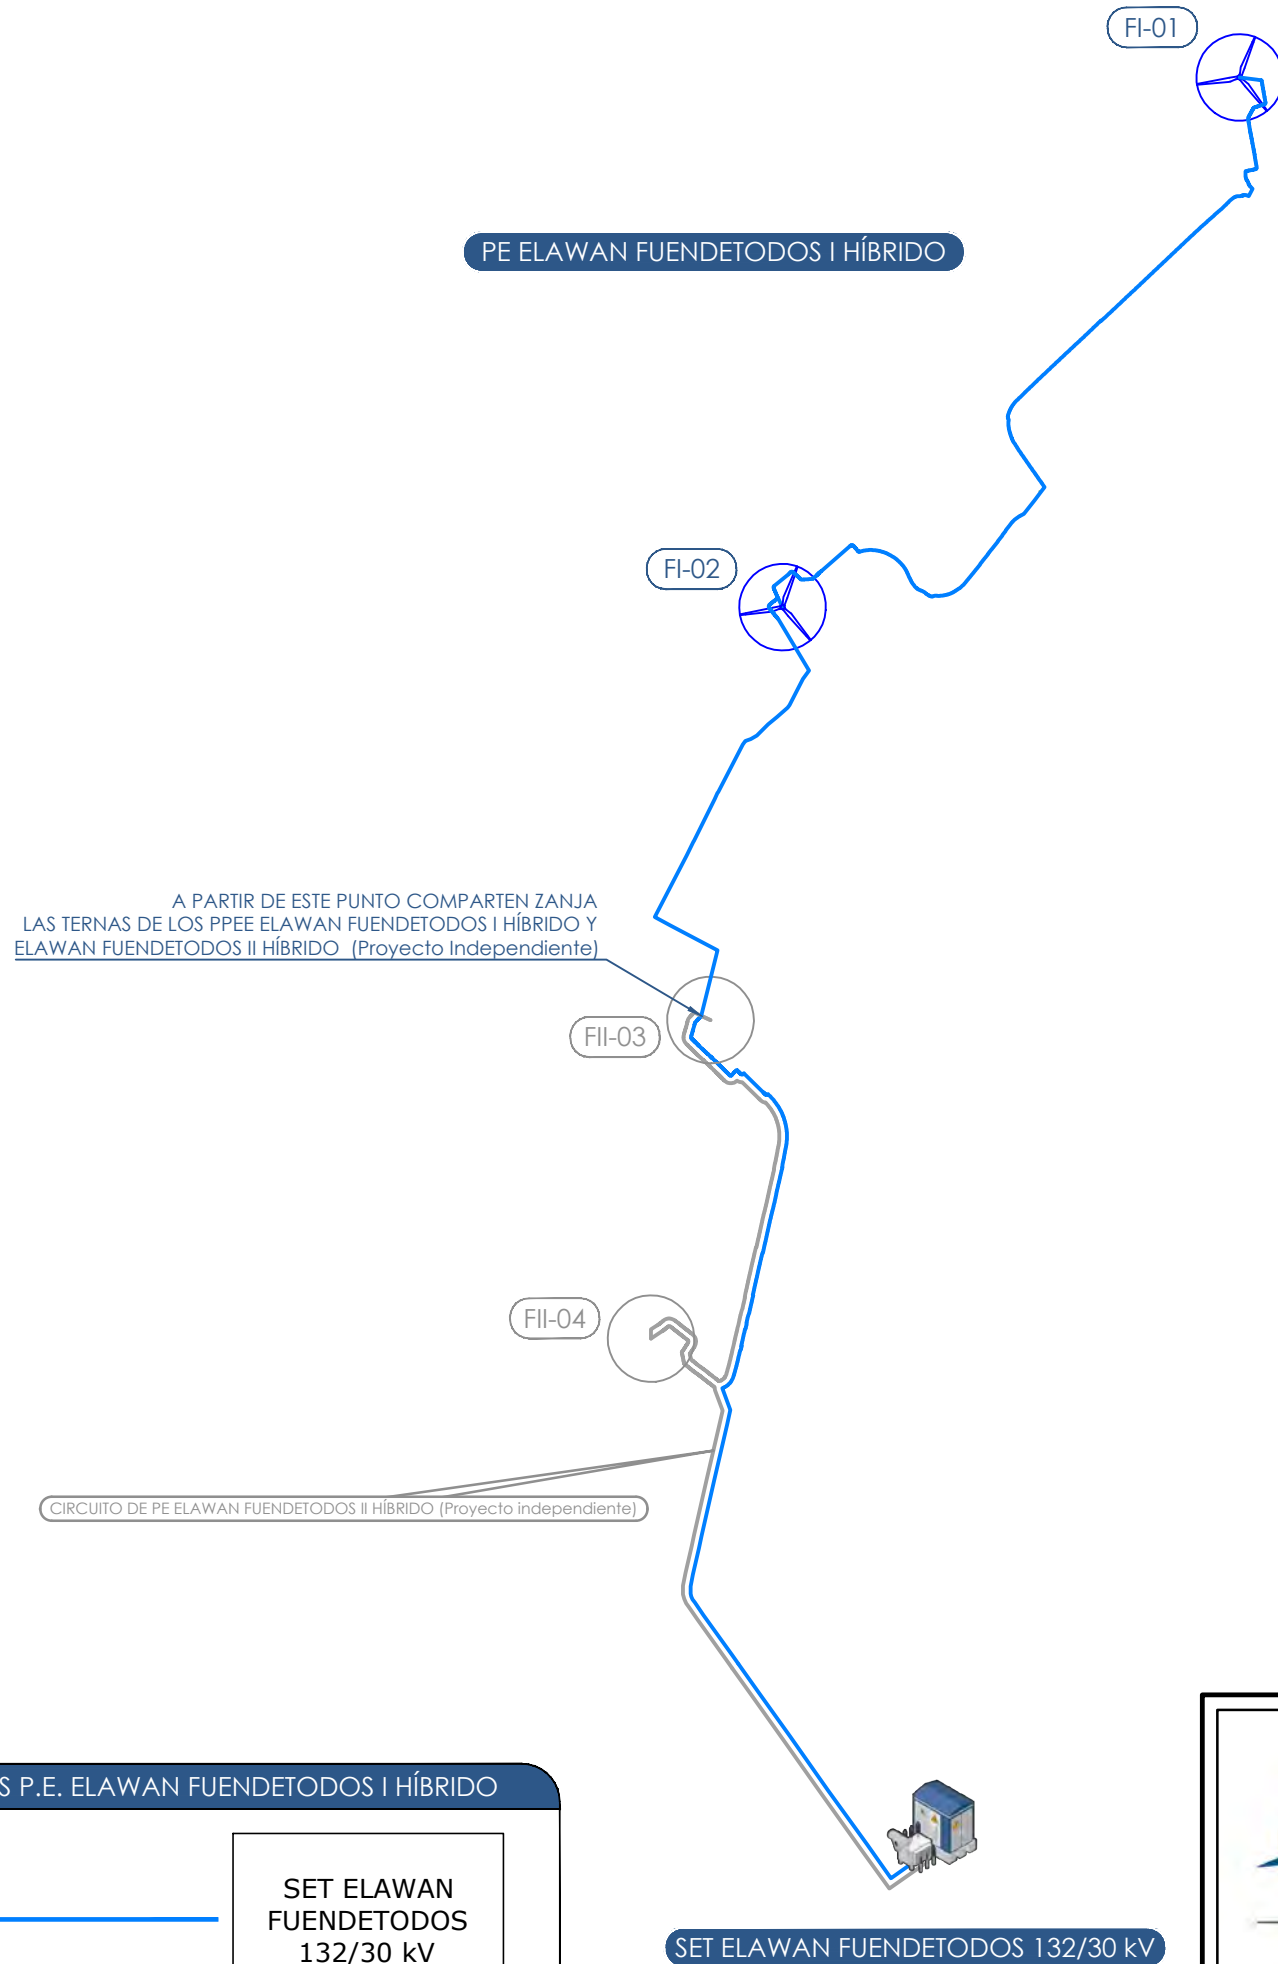 FI-01
PE ELAWAN FUENDETODOS I HÍBRIDO
FI-02
A PARTIR DE ESTE PUNTO COMPARTEN ZANJA
LAS TERNAS DE LOS PPEE ELAWAN FUENDETODOS I HÍBRIDO Y
ELAWAN FUENDETODOS II HÍBRIDO (Proyecto Independiente)
FII-03
FII-04
CIRCUITO DE PE ELAWAN FUENDETODOS II HÍBRIDO (Proyecto independiente)
S P.E. ELAWAN FUENDETODOS I HÍBRIDO
SET ELAWAN
FUENDETODOS
132/30 kV
SET ELAWAN FUENDETODOS 132/30 kV